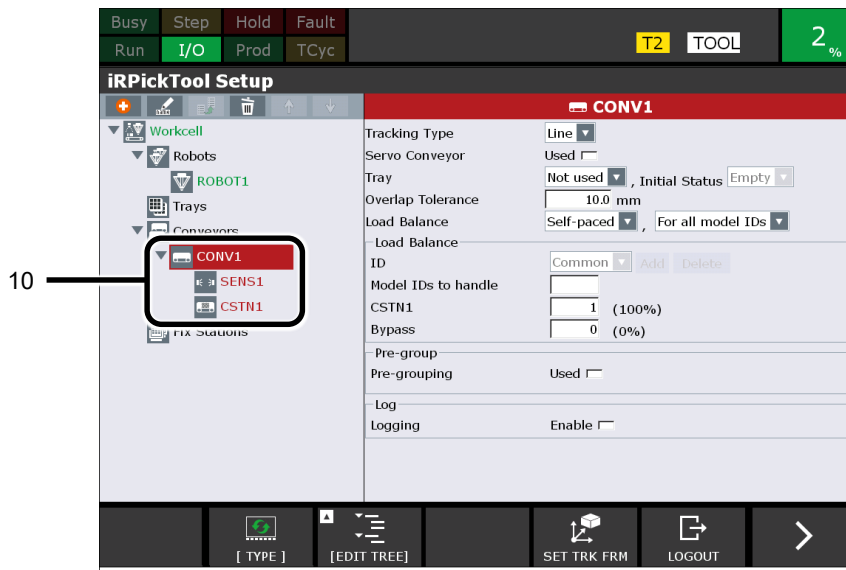 Busy Step Hold Fault
Run I/O Prod TCyc T2 TOOL 2 %
iRPickTool Setup
CONV1
Workcell
Robots
ROBOT1
Trays
Conveyors
CONV1
SENS1
CSTN1
Fix Stations
10
Tracking Type Line
Servo Conveyor Used
Tray Not used , Initial Status Empty
Overlap Tolerance 10.0 mm
Load Balance Self-paced , For all model IDs
Load Balance
ID Common Add Delete
Model IDs to handle
CSTN1 1 (100%)
Bypass 0 (0%)
Pre-group
Pre-grouping Used
Log
Logging Enable
[ TYPE ] [EDIT TREE] SET TRK FRM LOGOUT